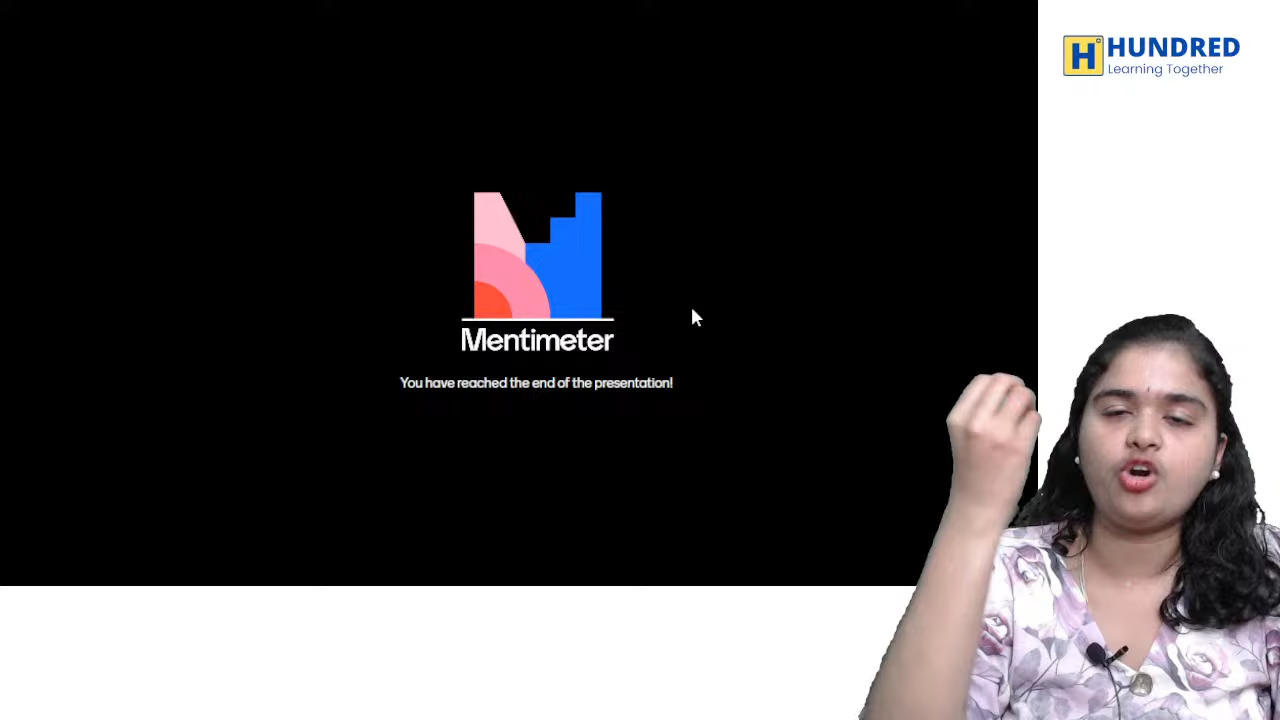 H° HUNDRED
Learning Together
Mentimeter
You have reached the end of the presentation!